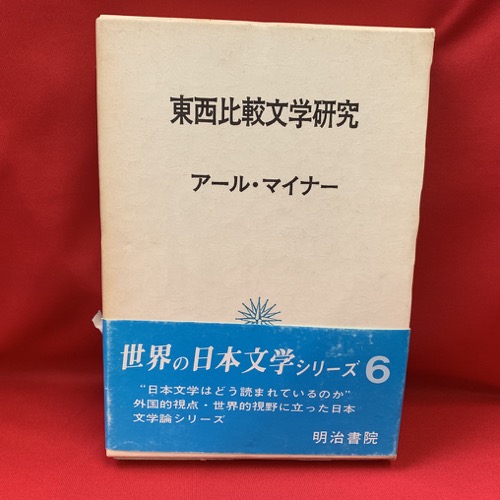 東西比較文学研究
アール・マイナー
世界の日本文学シリーズ 6
“日本文学はどう読まれているのか”
外国的視点・世界的視野に立った日本
文学論シリーズ
明治書院